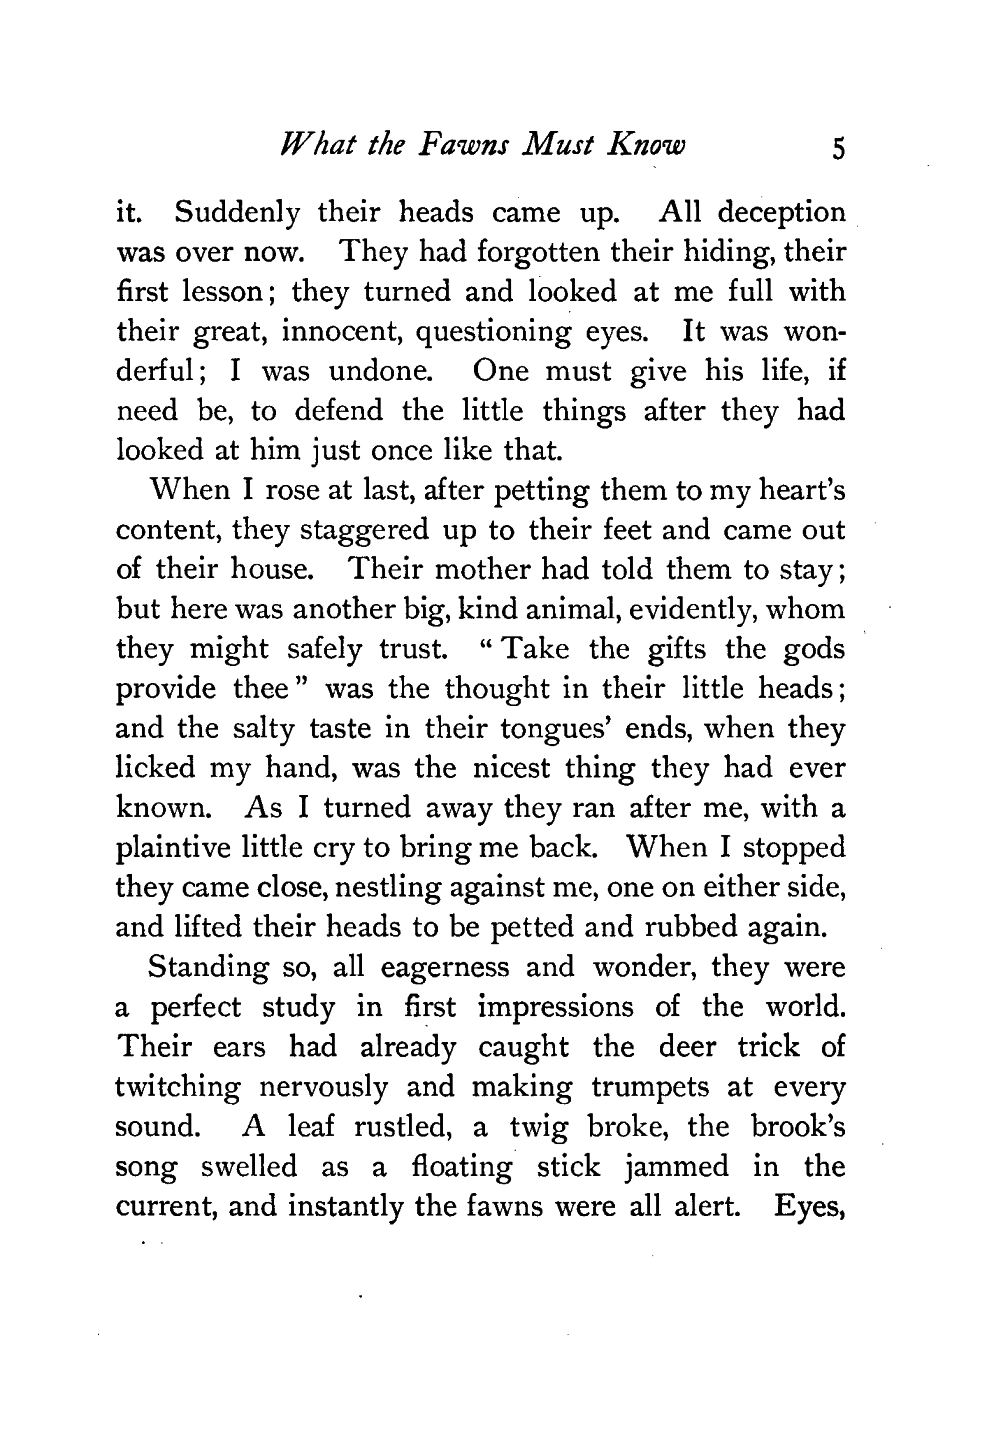 What the Fawns Must Know 5
it. Suddenly their heads came up. All deception
was over now. They had forgotten their hiding, their
first lesson; they turned and looked at me full with
their great, innocent, questioning eyes. It was won-
derful; I was undone. One must give his life, if
need be, to defend the little things after they had
looked at him just once like that.
When I rose at last, after petting them to my heart's
content, they staggered up to their feet and came out
of their house. Their mother had told them to stay;
but here was another big, kind animal, evidently, whom
they might safely trust. “Take the gifts the gods
provide thee” was the thought in their little heads;
and the salty taste in their tongues' ends, when they
licked my hand, was the nicest thing they had ever
known. As I turned away they ran after me, with a
plaintive little cry to bring me back. When I stopped
they came close, nestling against me, one on either side,
and lifted their heads to be petted and rubbed again.
Standing so, all eagerness and wonder, they were
a perfect study in first impressions of the world.
Their ears had already caught the deer trick of
twitching nervously and making trumpets at every
sound. A leaf rustled, a twig broke, the brook's
song swelled as a floating stick jammed in the
current, and instantly the fawns were all alert. Eyes,